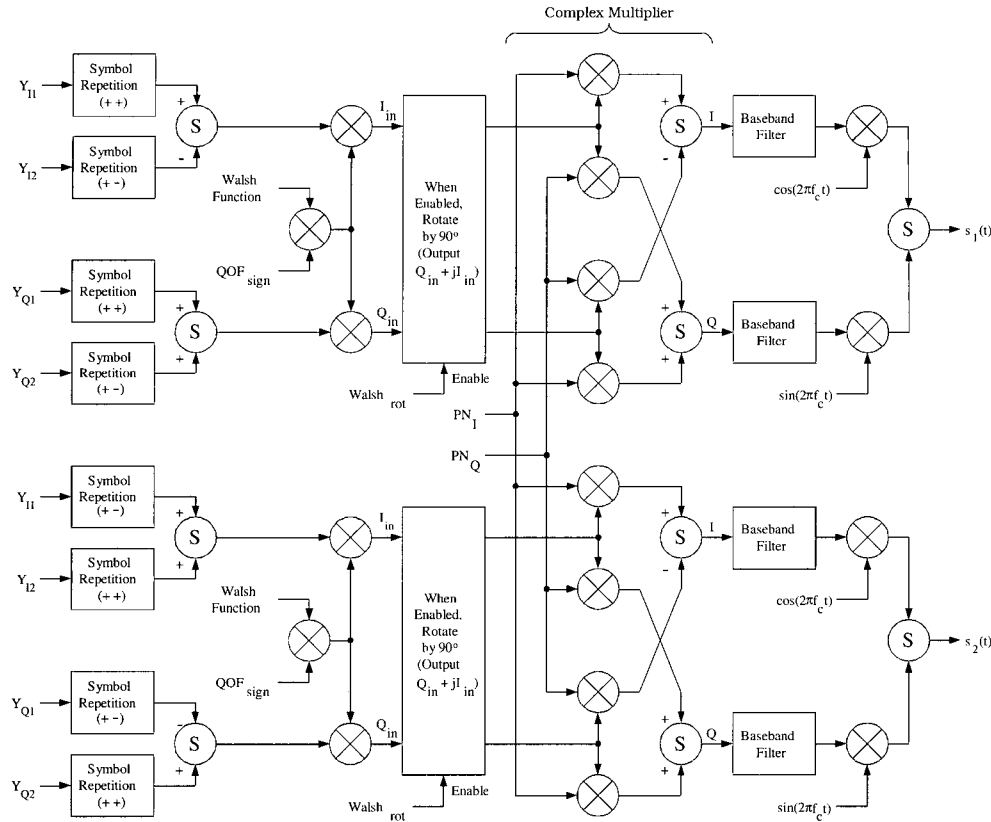 Complex Multiplier
Y_I1
Symbol
Repetition
(+ +)
+
S
-
Y_I2
Symbol
Repetition
(+ -)
I_in
Walsh
Function
QOF_sign
When
Enabled,
Rotate
by 90°
(Output
Q_in + jI_in)
+
S
-
I
Baseband
Filter
cos(2πf_c t)
S
s_1(t)
Y_Q1
Symbol
Repetition
(+ +)
+
S
+
Y_Q2
Symbol
Repetition
(+ -)
Q_in
Walsh_rot
Enable
+
S
+
Q
Baseband
Filter
sin(2πf_c t)
PN_I
PN_Q
Y_I1
Symbol
Repetition
(+ -)
+
S
+
Y_I2
Symbol
Repetition
(+ +)
I_in
Walsh
Function
QOF_sign
When
Enabled,
Rotate
by 90°
(Output
Q_in + jI_in)
+
S
-
I
Baseband
Filter
cos(2πf_c t)
S
s_2(t)
Y_Q1
Symbol
Repetition
(+ -)
-
S
+
Y_Q2
Symbol
Repetition
(+ +)
Q_in
Walsh_rot
Enable
+
S
+
Q
Baseband
Filter
sin(2πf_c t)